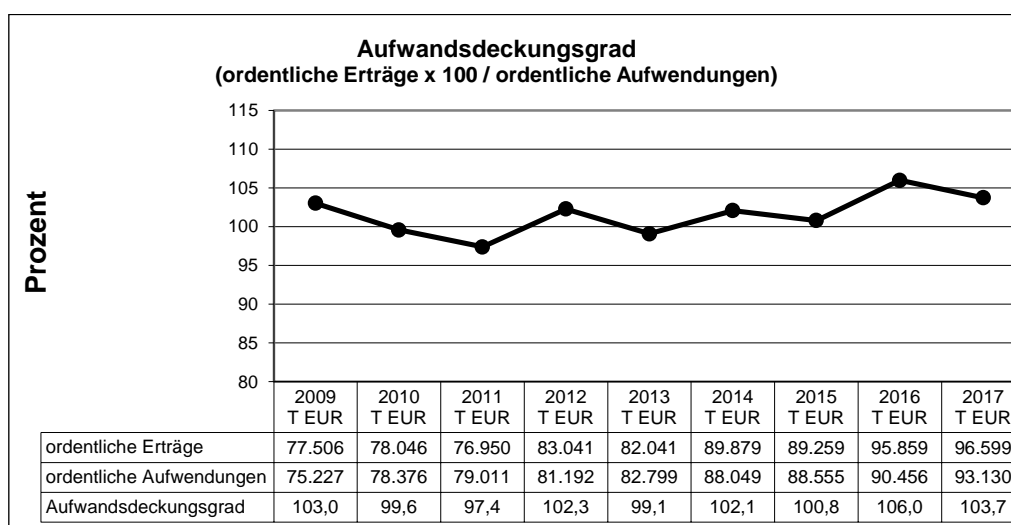 Aufwandsdeckungsgrad
(ordentliche Erträge x 100 / ordentliche Aufwendungen)
Prozent
115
110
105
100
95
90
85
80
2009 2010 2011 2012 2013 2014 2015 2016 2017
T EUR T EUR T EUR T EUR T EUR T EUR T EUR T EUR T EUR
ordentliche Erträge 77.506 78.046 76.950 83.041 82.041 89.879 89.259 95.859 96.599
ordentliche Aufwendungen 75.227 78.376 79.011 81.192 82.799 88.049 88.555 90.456 93.130
Aufwandsdeckungsgrad 103,0 99,6 97,4 102,3 99,1 102,1 100,8 106,0 103,7